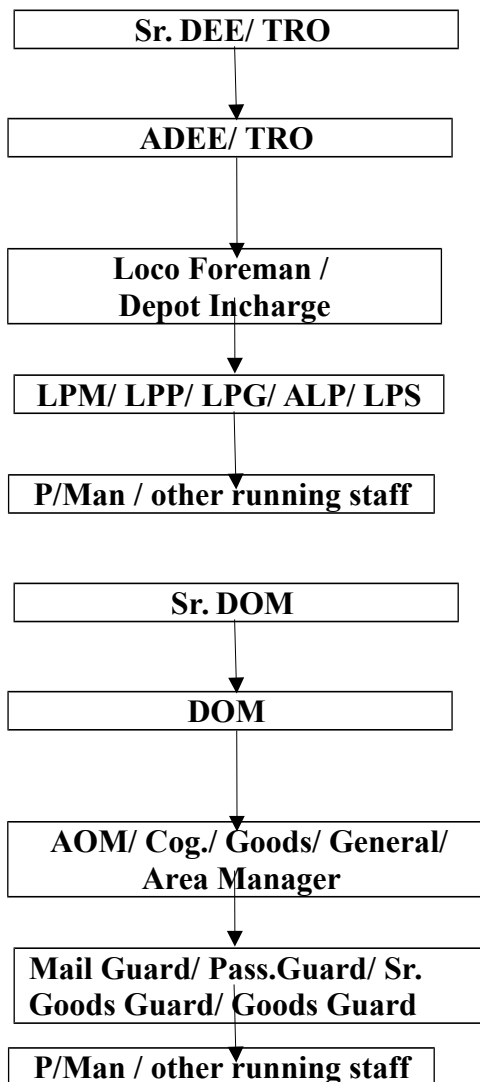 Sr. DEE/ TRO
ADEE/ TRO
Loco Foreman /
Depot Incharge
LPM/ LPP/ LPG/ ALP/ LPS
P/Man / other running staff
Sr. DOM
DOM
AOM/ Cog./ Goods/ General/
Area Manager
Mail Guard/ Pass.Guard/ Sr.
Goods Guard/ Goods Guard
P/Man / other running staff